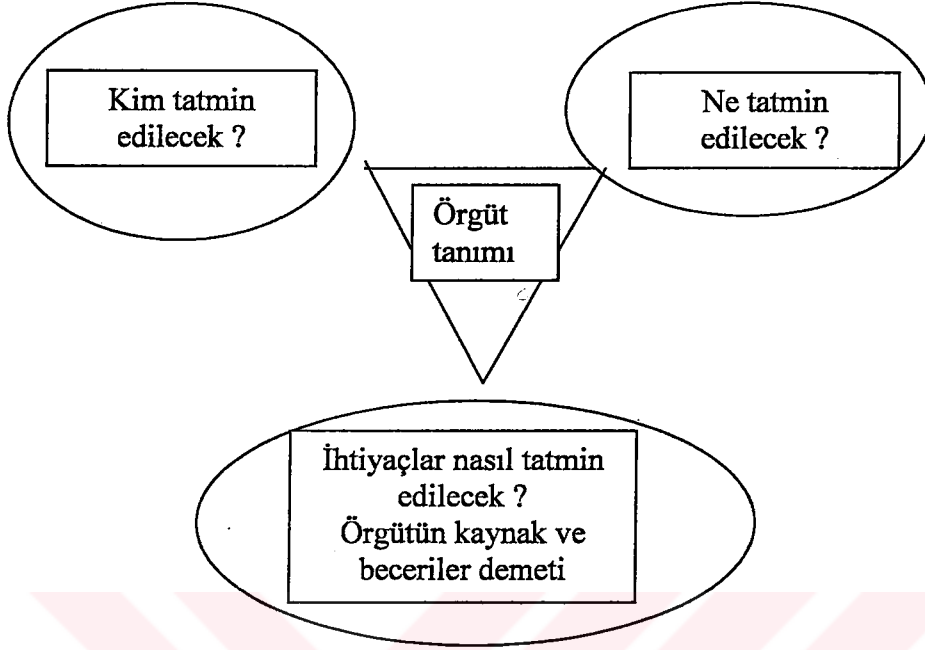 Kim tatmin
edilecek ?
Ne tatmin
edilecek ?
Örgüt
tanımı
İhtiyaçlar nasıl tatmin
edilecek ?
Örgütün kaynak ve
beceriler demeti